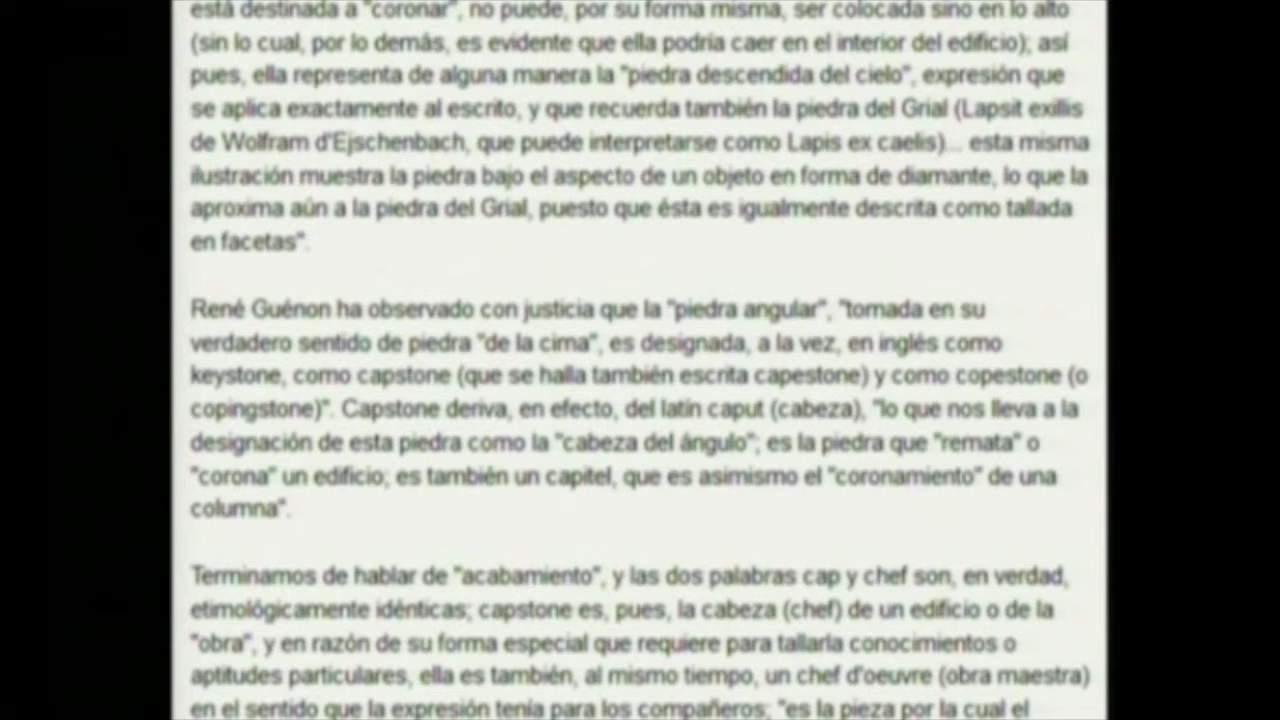 está destinada a "coronar", no puede, por su forma misma, ser colocada sino en lo alto
(sin lo cual, por lo demás, es evidente que ella podría caer en el interior del edificio); así
pues, ella representa de alguna manera la "piedra descendida del cielo", expresión que
se aplica exactamente al escrito, y que recuerda también la piedra del Grial (Lapsit exillis
de Wolfram d'Ejschenbach, que puede interpretarse como Lapis ex caelis)... esta misma
ilustración muestra la piedra bajo el aspecto de un objeto en forma de diamante, lo que la
aproxima aún a la piedra del Grial, puesto que ésta es igualmente descrita como tallada
en facetas".
René Guénon ha observado con justicia que la "piedra angular", "tomada en su
verdadero sentido de piedra "de la cima", es designada, a la vez, en inglés como
keystone, como capstone (que se halla también escrita capestone) y como copestone (o
copingstone)". Capstone deriva, en efecto, del latín caput (cabeza), "lo que nos lleva a la
designación de esta piedra como la "cabeza del ángulo"; es la piedra que "remata" o
"corona" un edificio; es también un capitel, que es asimismo el "coronamiento" de una
columna".
Terminamos de hablar de "acabamiento", y las dos palabras cap y chef son, en verdad,
etimológicamente idénticas; capstone es, pues, la cabeza (chef) de un edificio o de la
"obra", y en razón de su forma especial que requiere para tallarla conocimientos o
aptitudes particulares, ella es también, al mismo tiempo, un chef d'oeuvre (obra maestra)
en el sentido que la expresión tenía para los compañeros; "es la pieza por la cual el